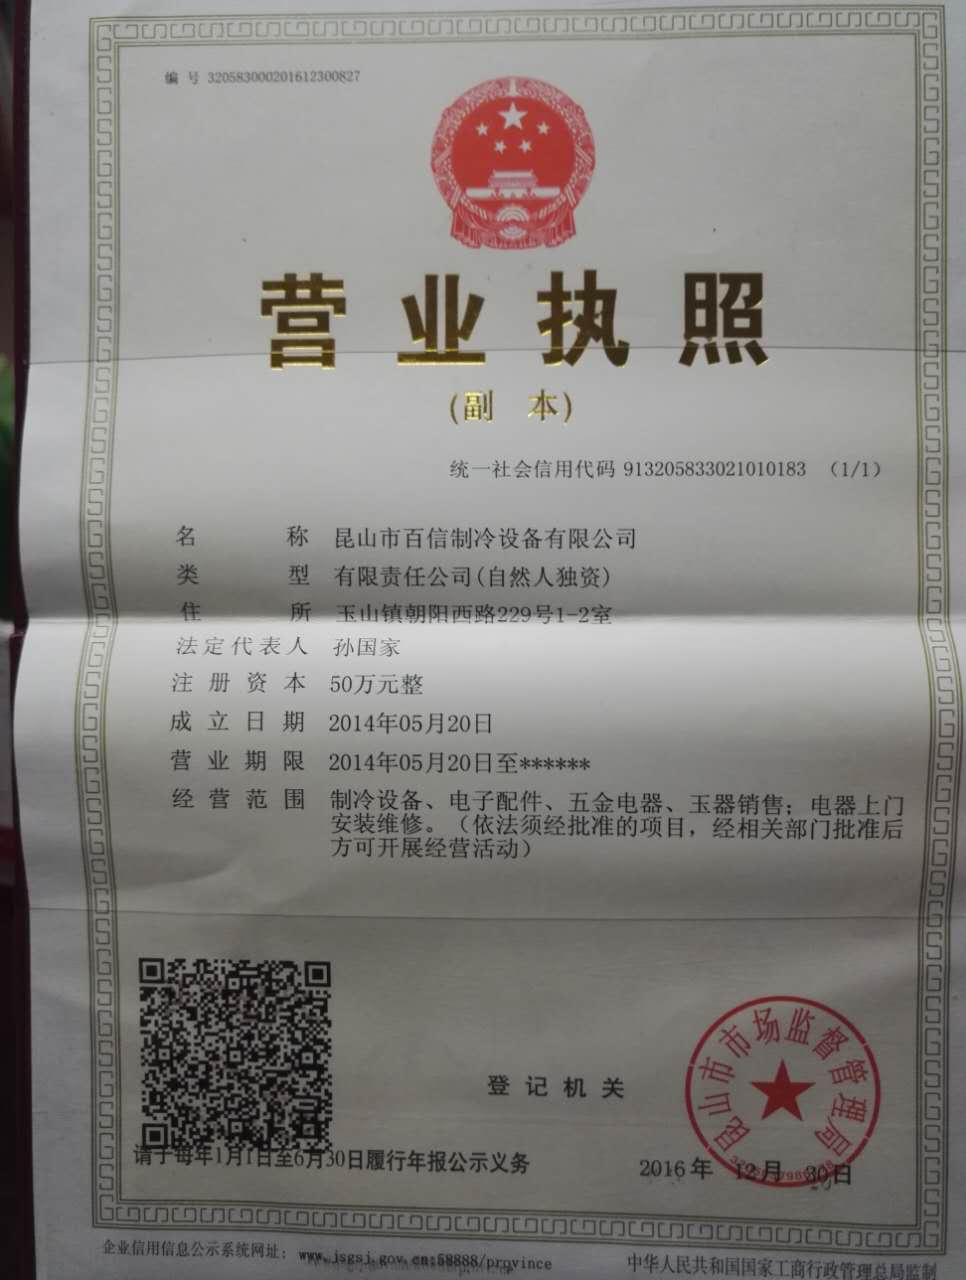 编 号 320583000201612300827
营业执照
(副 本)
统一社会信用代码 913205833021010183 （1/1）
名 称 昆山市百信制冷设备有限公司
类 型 有限责任公司(自然人独资)
住 所 玉山镇朝阳西路229号1-2室
法定代表人 孙国家
注册资本 50万元整
成立日期 2014年05月20日
营业期限 2014年05月20日至******
经营范围 制冷设备、电子配件、五金电器、玉器销售；电器上门
安装维修。（依法须经批准的项目，经相关部门批准后
方可开展经营活动）
昆山市市场监督管理局
登记机关
请于每年1月1日至6月30日履行年报公示义务
2016年 12月 30日
企业信用信息公示系统网址： www.jsgsj.gov.cn:58888/province
中华人民共和国国家工商行政管理总局监制